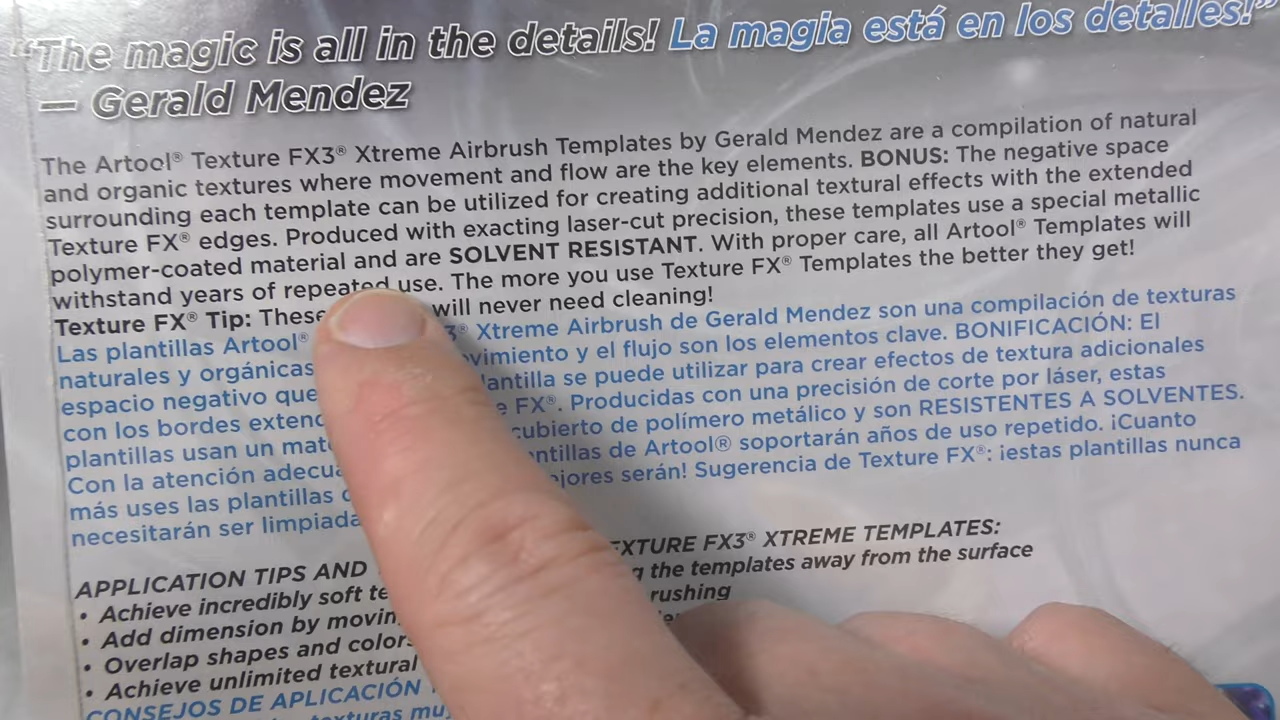 “The magic is all in the details! La magia está en los detalles!”
— Gerald Mendez
The Artool® Texture FX3® Xtreme Airbrush Templates by Gerald Mendez are a compilation of natural
and organic textures where movement and flow are the key elements. BONUS: The negative space
surrounding each template can be utilized for creating additional textural effects with the extended
Texture FX® edges. Produced with exacting laser-cut precision, these templates use a special metallic
polymer-coated material and are SOLVENT RESISTANT. With proper care, all Artool® Templates will
withstand years of repeated use. The more you use Texture FX® Templates the better they get!
Texture FX® Tip: These will never need cleaning!
Las plantillas Artool® 3® Xtreme Airbrush de Gerald Mendez son una compilación de texturas
naturales y orgánicas vimiento y el flujo son los elementos clave. BONIFICACIÓN: El
espacio negativo que lantilla se puede utilizar para crear efectos de textura adicionales
con los bordes extend e FX®. Producidas con una precisión de corte por láser, estas
plantillas usan un mat cubierto de polímero metálico y son RESISTENTES A SOLVENTES.
Con la atención adecua ntillas de Artool® soportarán años de uso repetido. ¡Cuanto
más uses las plantillas ejores serán! Sugerencia de Texture FX®: ¡estas plantillas nunca
necesitarán ser limpiada
APPLICATION TIPS AND EXTURE FX3® XTREME TEMPLATES:
• Achieve incredibly soft te g the templates away from the surface
• Add dimension by movin rushing
• Overlap shapes and colors
• Achieve unlimited textural
CONSEJOS DE APLICACIÓN
texturas muy